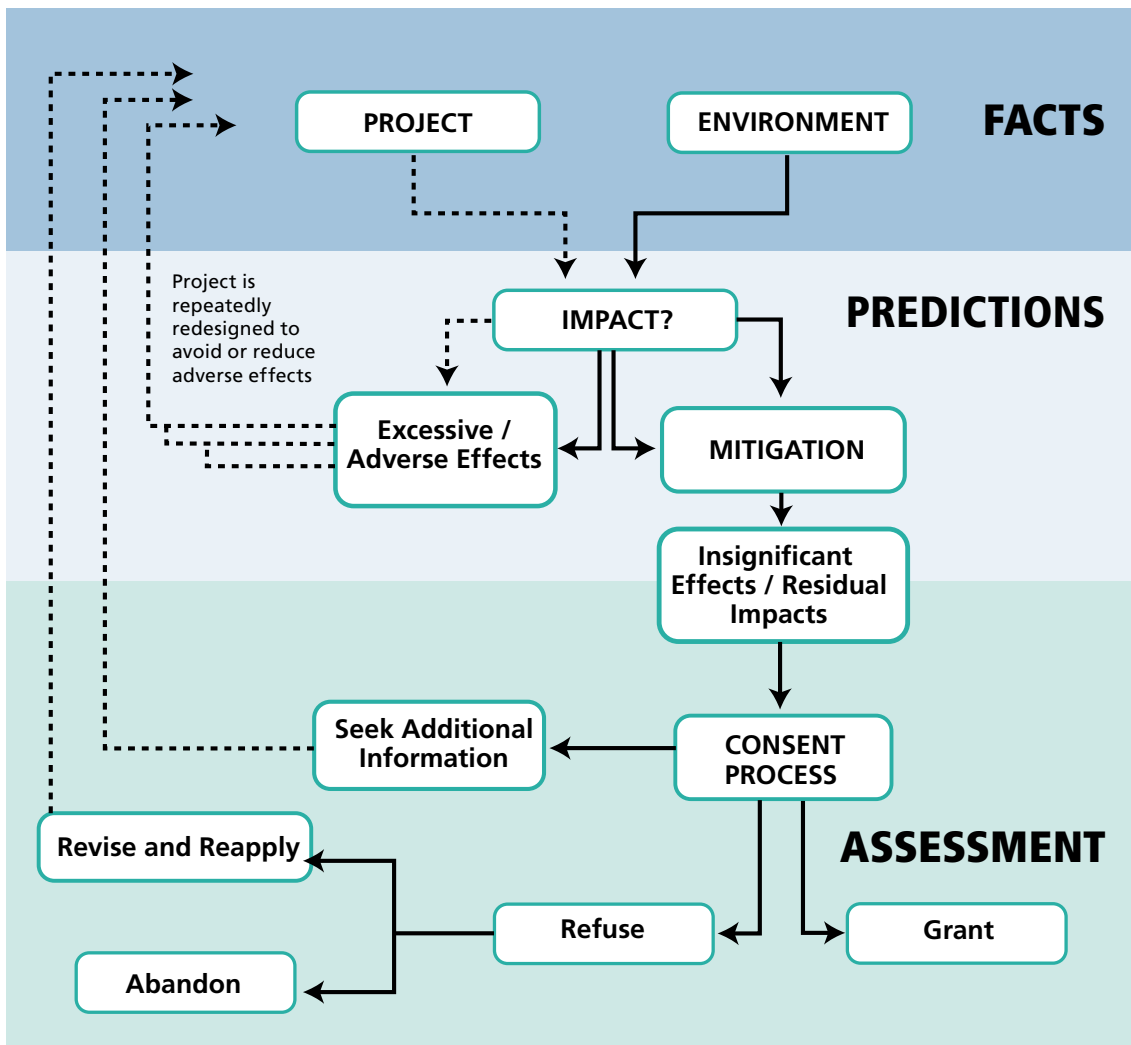 PROJECT
ENVIRONMENT
FACTS
Project is
repeatedly
redesigned to
avoid or reduce
adverse effects
IMPACT?
PREDICTIONS
Excessive /
Adverse Effects
MITIGATION
Insignificant
Effects / Residual
Impacts
Seek Additional
Information
CONSENT
PROCESS
Revise and Reapply
ASSESSMENT
Refuse
Grant
Abandon